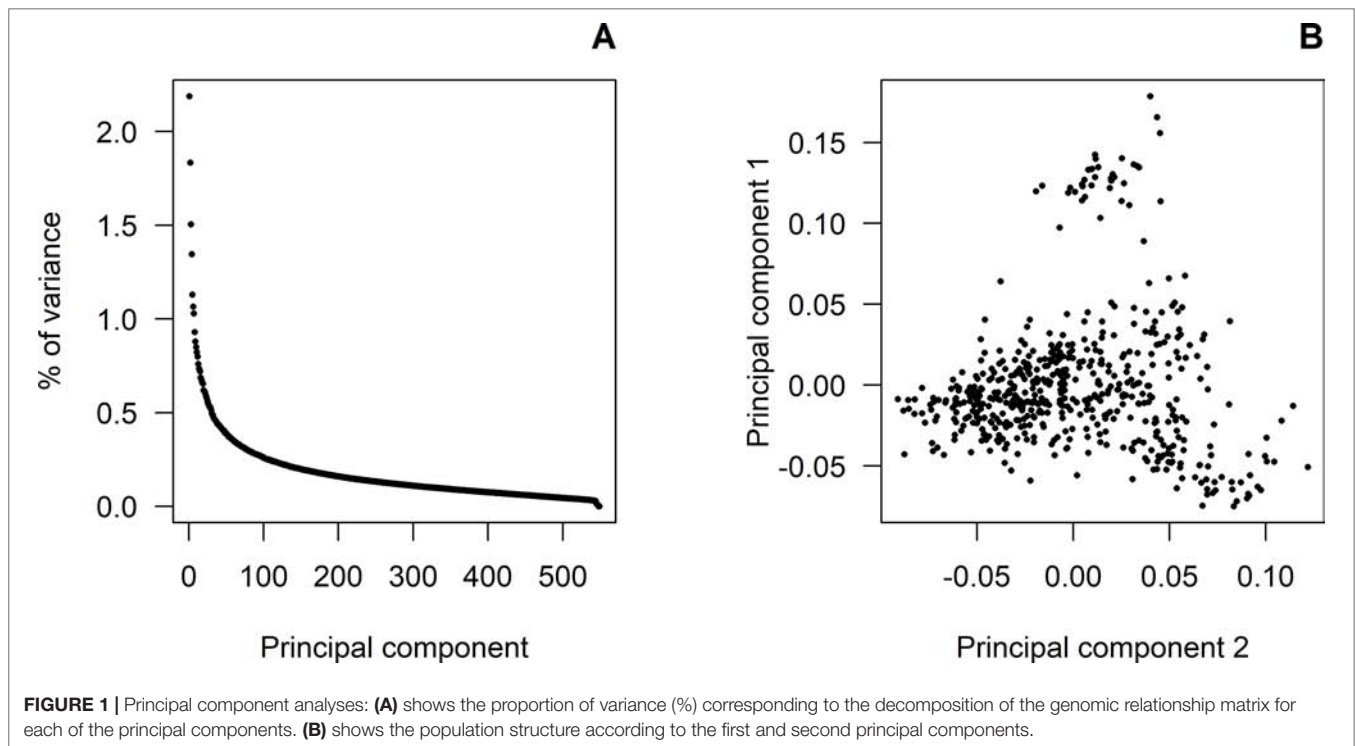 A
% of variance
2.0
1.5
1.0
0.5
0.0
0 100 200 300 400 500
Principal component
B
Principal component 1
0.15
0.10
0.05
0.00
-0.05
-0.05 0.00 0.05 0.10
Principal component 2
FIGURE 1 | Principal component analyses: (A) shows the proportion of variance (%) corresponding to the decomposition of the genomic relationship matrix for
each of the principal components. (B) shows the population structure according to the first and second principal components.